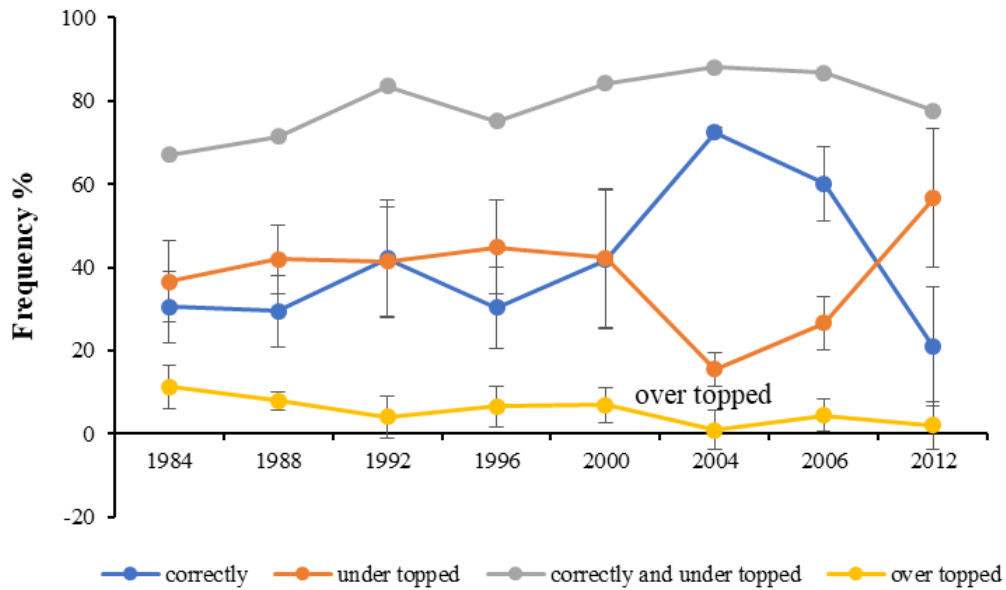 100
80
60
40
20
0
-20
Frequency %
over topped
1984 1988 1992 1996 2000 2004 2006 2012
correctly under topped correctly and under topped over topped